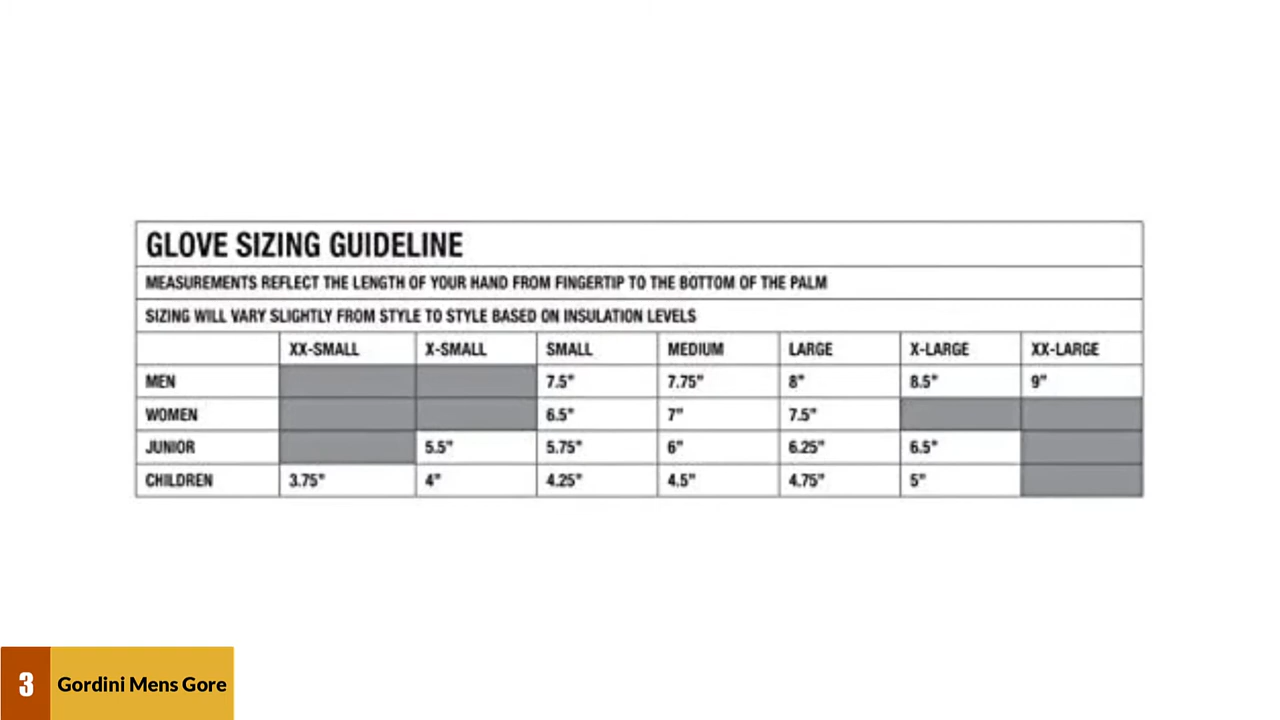 GLOVE SIZING GUIDELINE
MEASUREMENTS REFLECT THE LENGTH OF YOUR HAND FROM FINGERTIP TO THE BOTTOM OF THE PALM
SIZING WILL VARY SLIGHTLY FROM STYLE TO STYLE BASED ON INSULATION LEVELS
XX-SMALL X-SMALL SMALL MEDIUM LARGE X-LARGE XX-LARGE
MEN 7.5" 7.75" 8" 8.5" 9"
WOMEN 6.5" 7" 7.5"
JUNIOR 5.5" 5.75" 6" 6.25" 6.5"
CHILDREN 3.75" 4" 4.25" 4.5" 4.75" 5"
3 Gordini Mens Gore